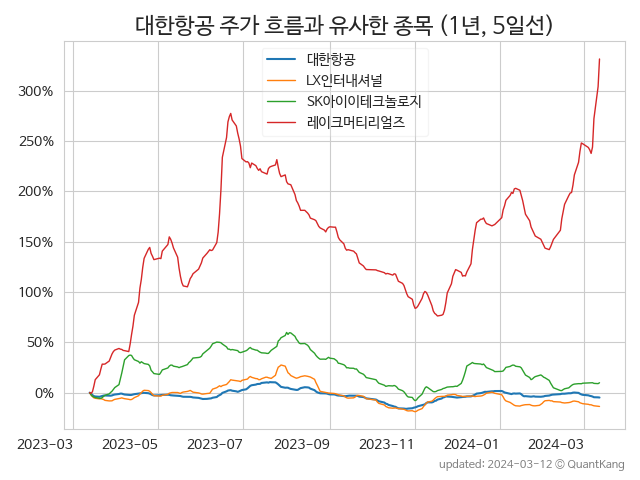 대한항공 주가 흐름과 유사한 종목 (1년, 5일선)
대한항공
LX인터내셔널
SK아이이테크놀로지
레이크머티리얼즈
300%
250%
200%
150%
100%
50%
0%
2023-03 2023-05 2023-07 2023-09 2023-11 2024-01 2024-03
updated: 2024-03-12 © QuantKang